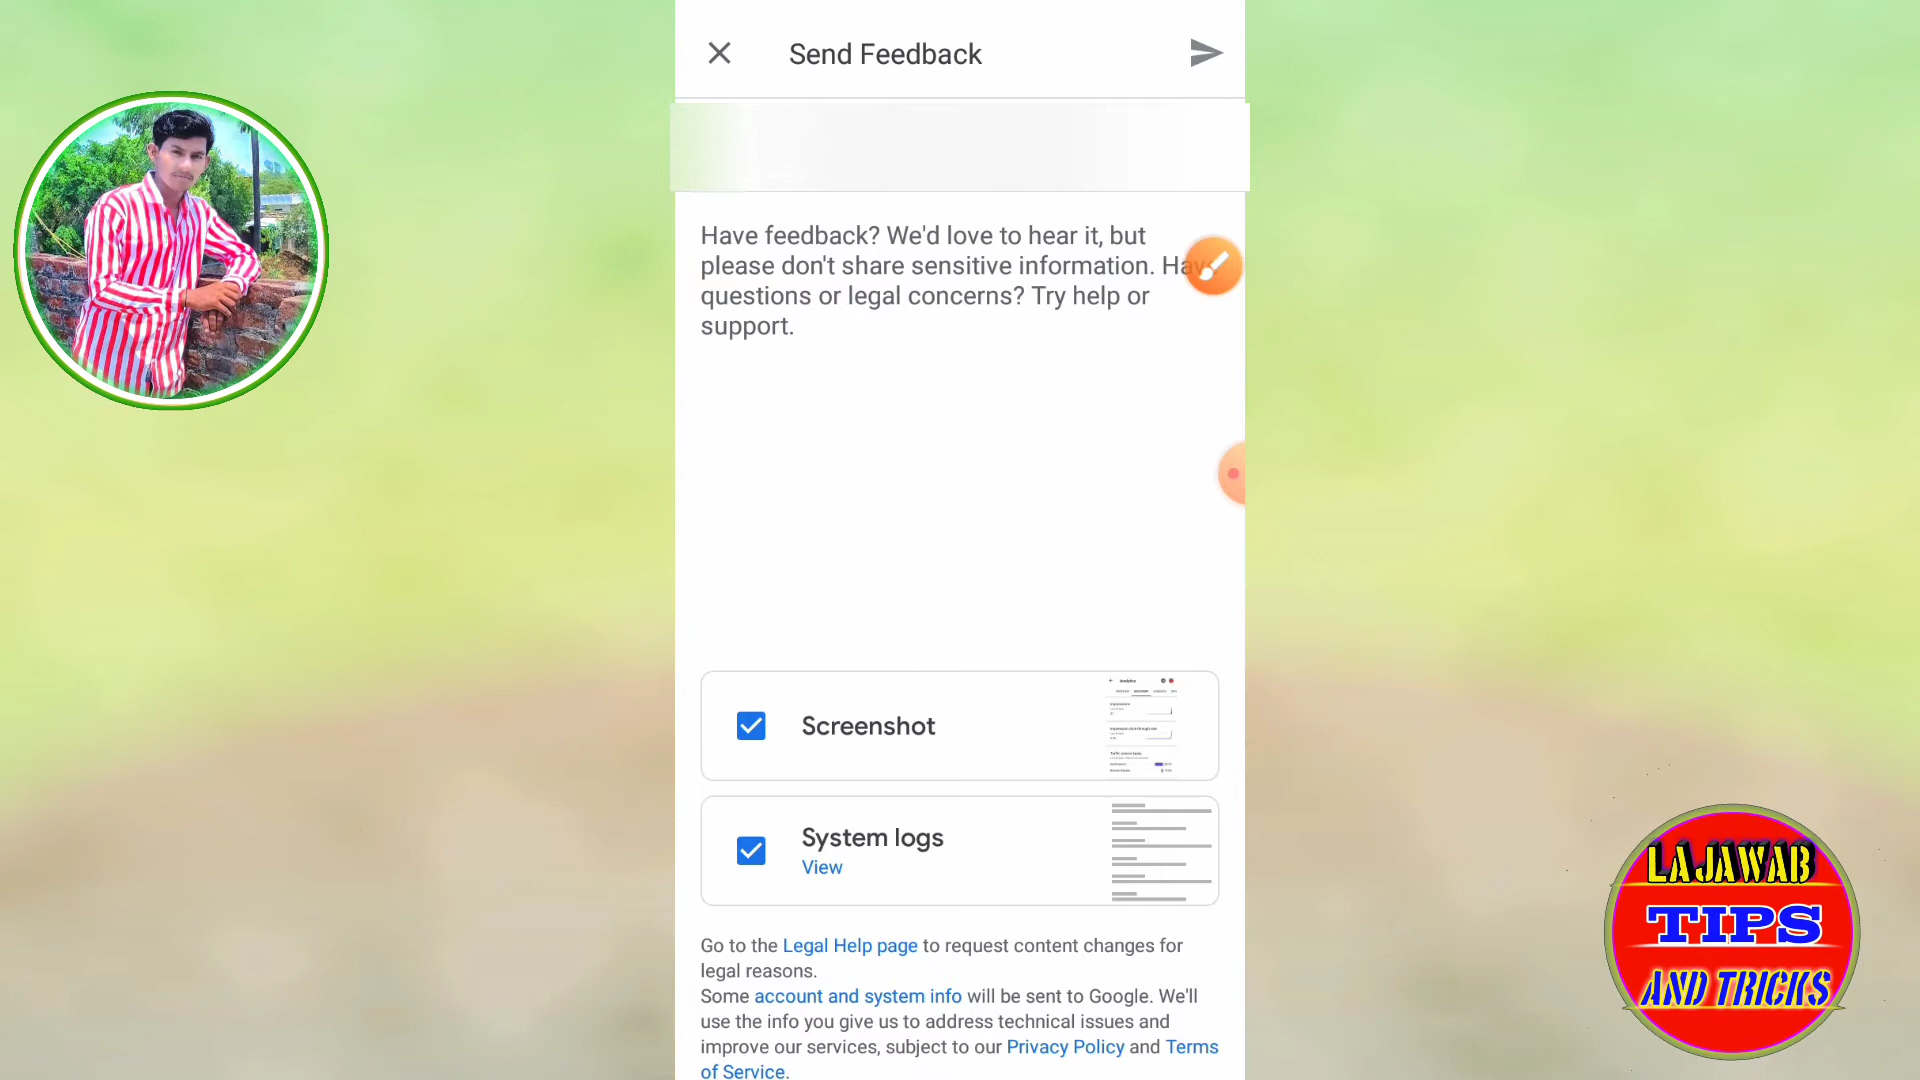 Send Feedback
Have feedback? We'd love to hear it, but
please don't share sensitive information. Have
questions or legal concerns? Try help or
support.
Screenshot
Analytics
System logs
View
Go to the Legal Help page to request content changes for
legal reasons.
Some account and system info will be sent to Google. We'll
use the info you give us to address technical issues and
improve our services, subject to our Privacy Policy and Terms
of Service.
LAJAWAB
TIPS
AND TRICKS